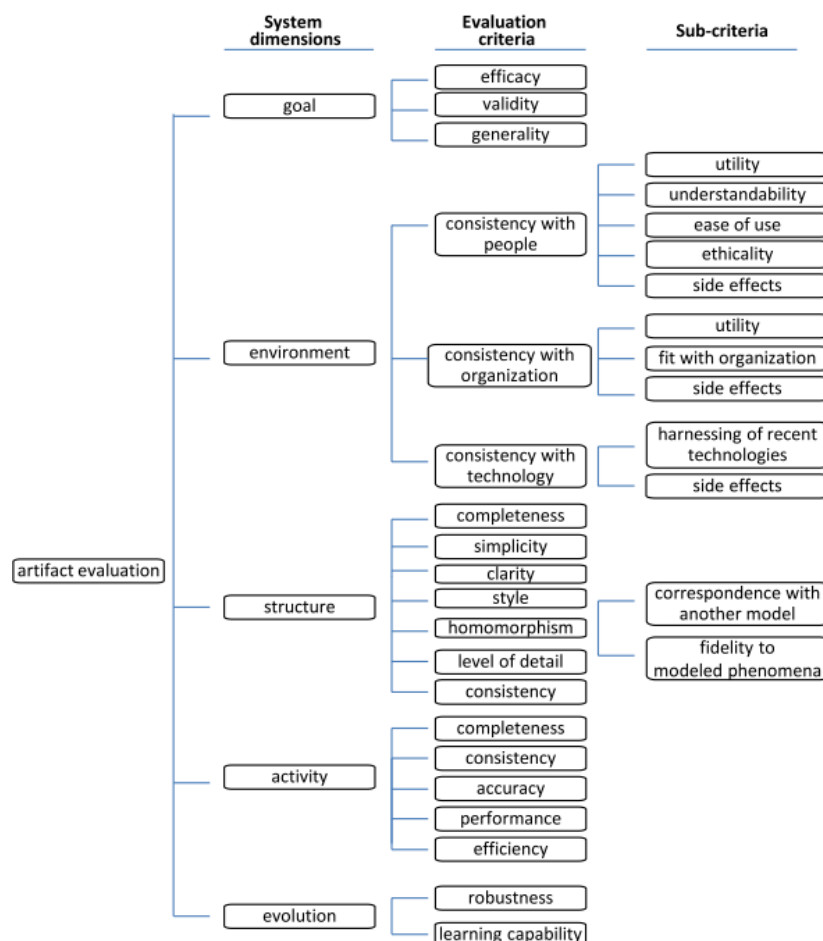 System
dimensions
Evaluation
criteria
Sub-criteria
artifact evaluation
goal
efficacy
validity
generality
environment
consistency with
people
utility
understandability
ease of use
ethicality
side effects
consistency with
organization
utility
fit with organization
side effects
consistency with
technology
harnessing of recent
technologies
side effects
structure
completeness
simplicity
clarity
style
homomorphism
correspondence with
another model
fidelity to
modeled phenomena
level of detail
consistency
activity
completeness
consistency
accuracy
performance
efficiency
evolution
robustness
learning capability